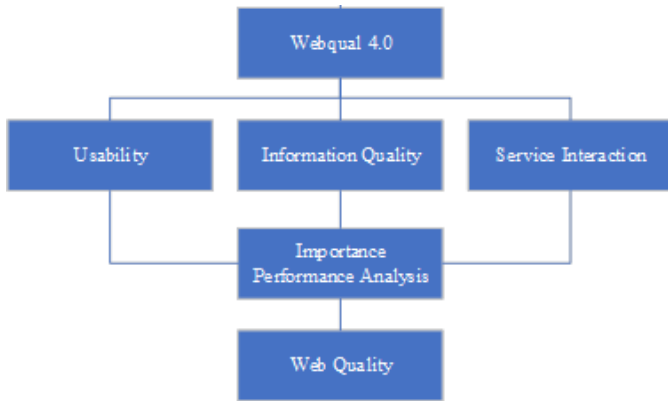 Webqual 4.0
Usability
Information Quality
Service Interaction
Importance
Performance Analysis
Web Quality